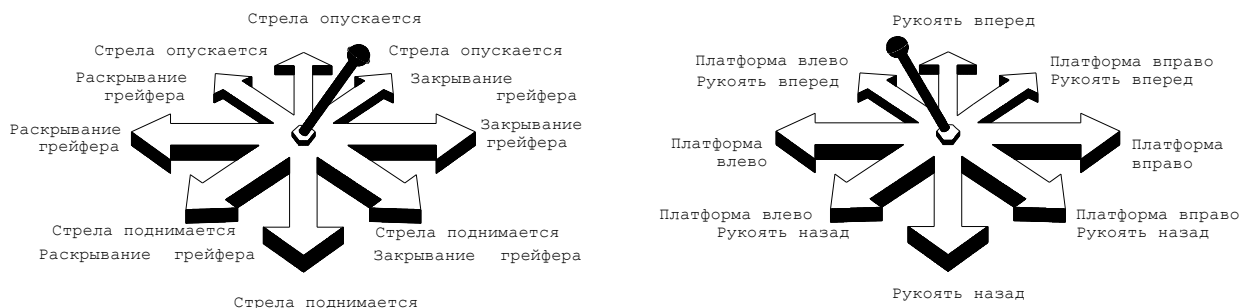 Стрела опускается
Стрела опускается
Стрела опускается
Раскрывание
грейфера
Закрывание
грейфера
Раскрывание
грейфера
Закрывание
грейфера
Стрела поднимается
Раскрывание грейфера
Стрела поднимается
Закрывание грейфера
Стрела поднимается
Рукоять вперед
Платформа влево
Рукоять вперед
Платформа вправо
Рукоять вперед
Платформа
влево
Платформа
вправо
Платформа влево
Рукоять назад
Платформа вправо
Рукоять назад
Рукоять назад